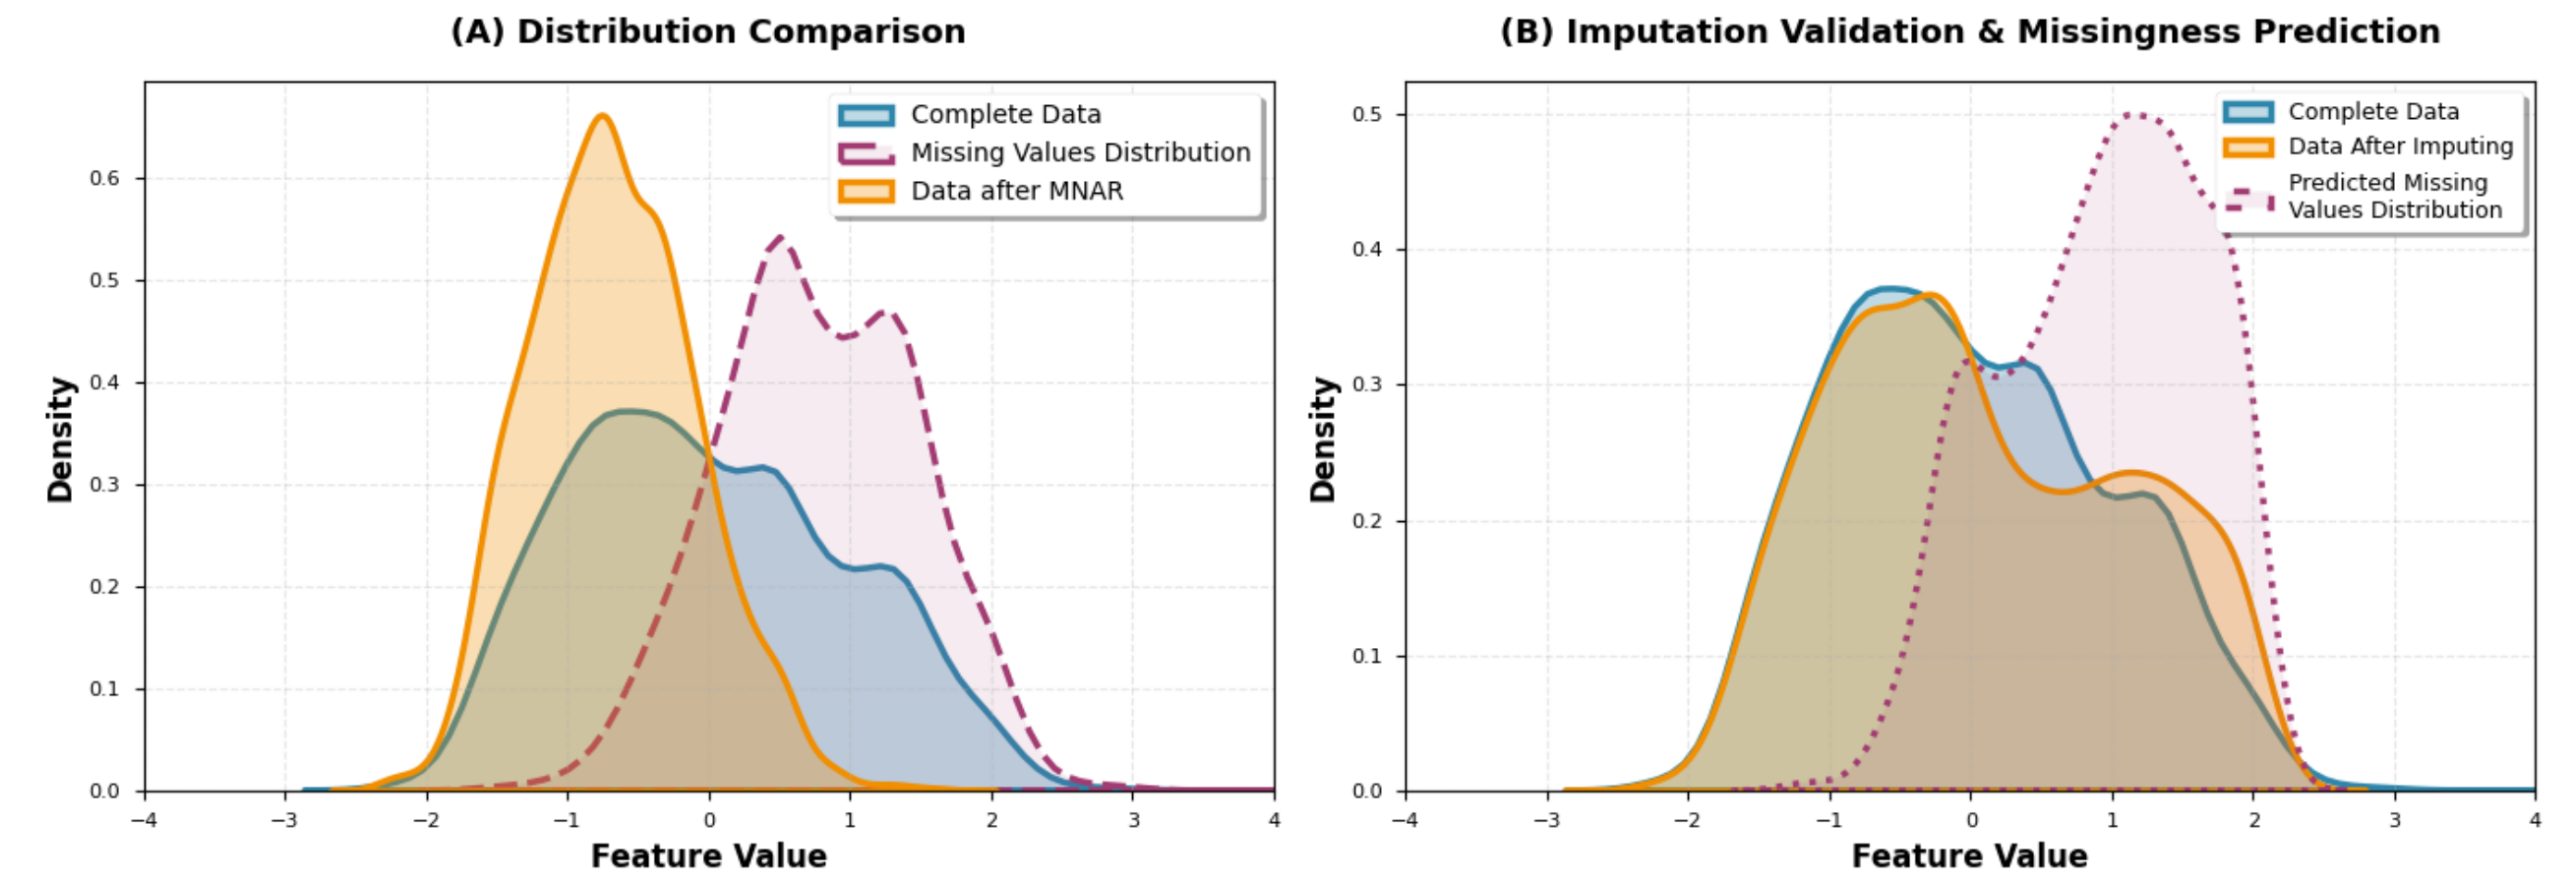 (A) Distribution Comparison
Complete Data
Missing Values Distribution
Data after MNAR
Density
0.6
0.5
0.4
0.3
0.2
0.1
0.0
−4 −3 −2 −1 0 1 2 3 4
Feature Value
(B) Imputation Validation & Missingness Prediction
Complete Data
Data After Imputing
Predicted Missing
Values Distribution
Density
0.5
0.4
0.3
0.2
0.1
0.0
−4 −3 −2 −1 0 1 2 3 4
Feature Value